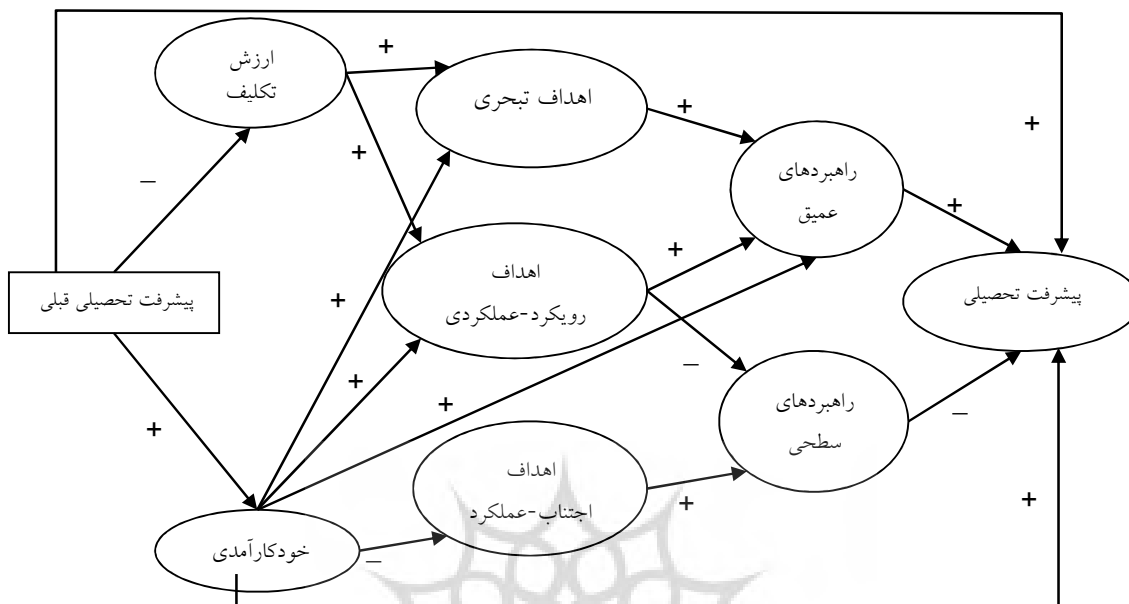 +
ارزش
تکلیف
+
اهداف تبحری
+
+
+
راهبردهای
عمیق
–
+
اهداف
رویکرد-عملکردی
+
+
پیشرفت تحصیلی قبلی
پیشرفت تحصیلی
–
+
+
راهبردهای
سطحی
–
+
اهداف
اجتناب-عملکرد
+
+
خودکارآمدی
–